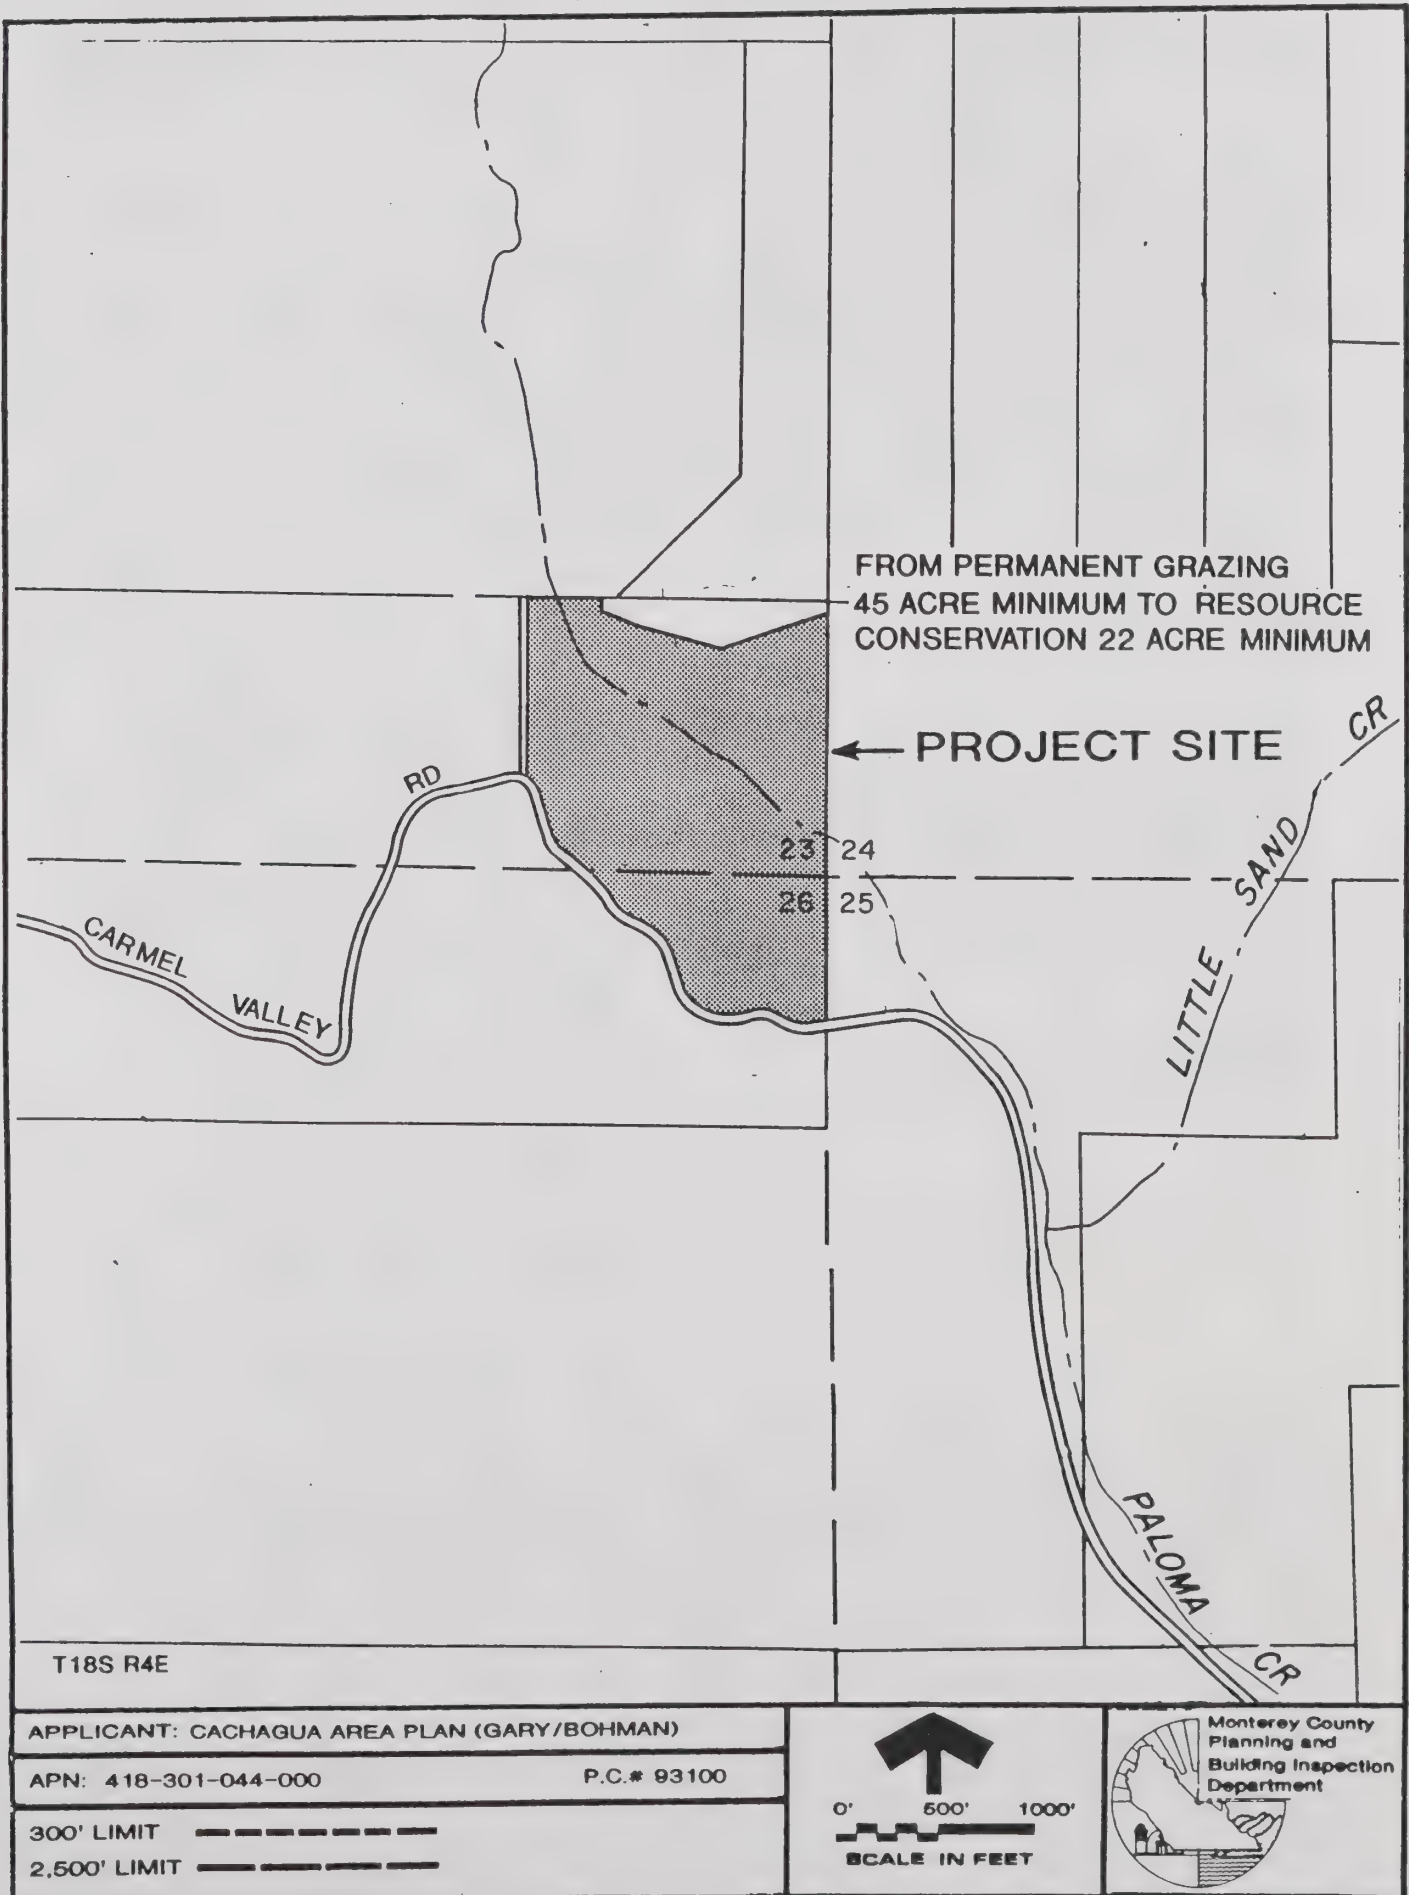 FROM PERMANENT GRAZING
45 ACRE MINIMUM TO RESOURCE
CONSERVATION 22 ACRE MINIMUM
PROJECT SITE
CR
RD
SAND
23 24
26 25
LITTLE
CARMEL
VALLEY
PALOMA
CR
T18S R4E
APPLICANT: CACHAGUA AREA PLAN (GARY/BOHMAN)
APN: 418-301-044-000 P.C.# 93100
300' LIMIT
2,500' LIMIT
0' 500' 1000'
SCALE IN FEET
Monterey County
Planning and
Building Inspection
Department